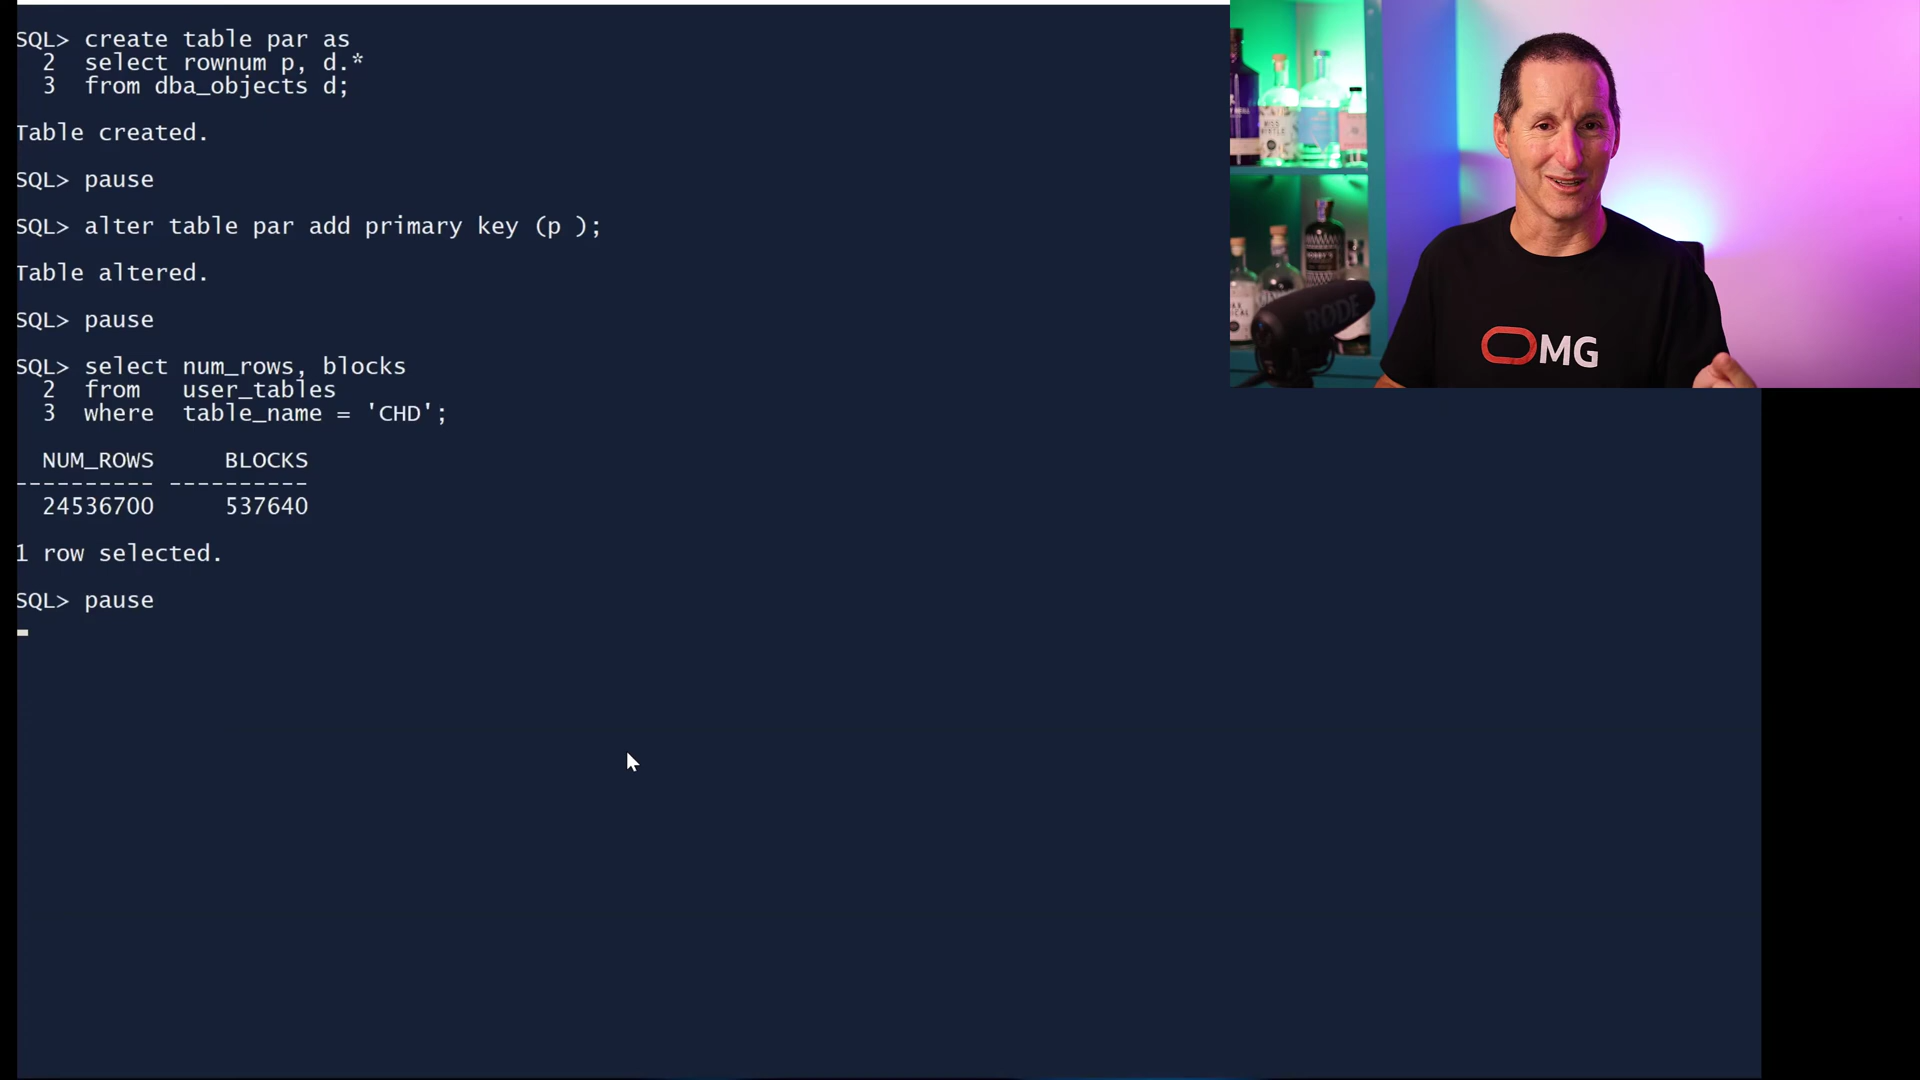 SQL> create table par as
  2  select rownum p, d.*
  3  from dba_objects d;
Table created.
SQL> pause
SQL> alter table par add primary key (p );
Table altered.
SQL> pause
SQL> select num_rows, blocks
  2  from   user_tables
  3  where  table_name = 'CHD';
  NUM_ROWS     BLOCKS
---------- ----------
  24536700     537640
1 row selected.
SQL> pause
RØDE
OMG